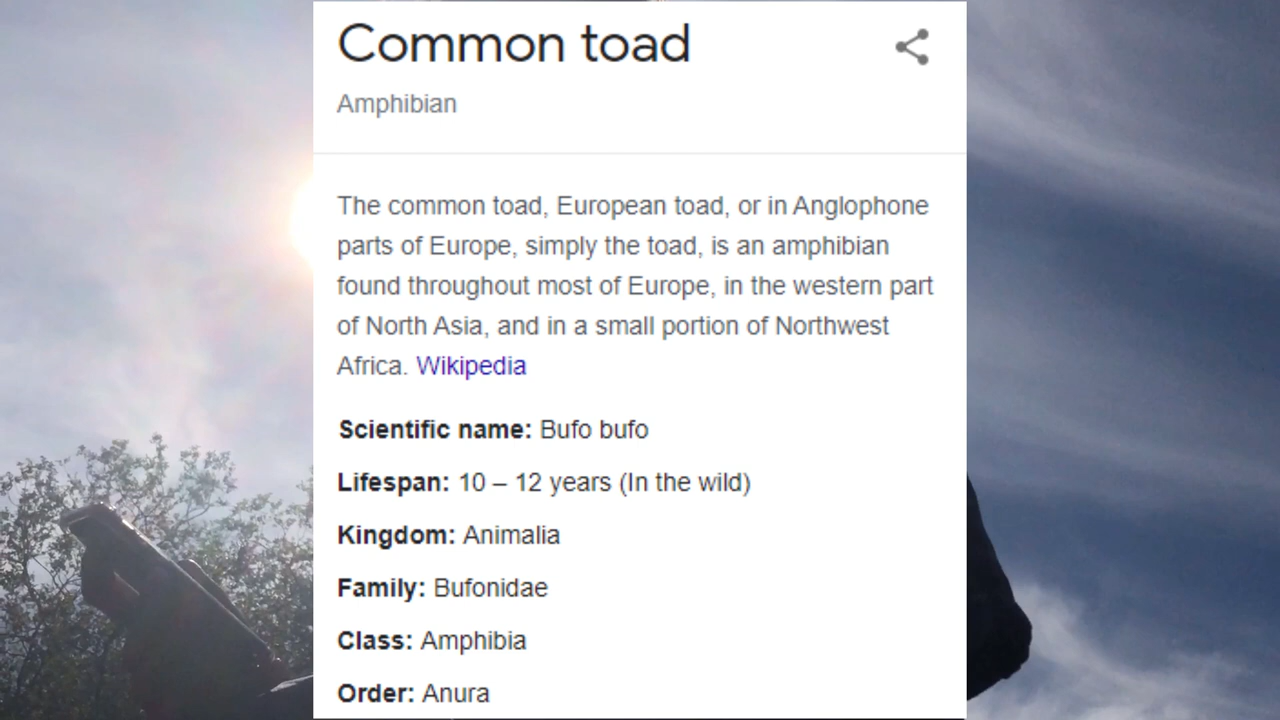 Common toad
Amphibian
The common toad, European toad, or in Anglophone
parts of Europe, simply the toad, is an amphibian
found throughout most of Europe, in the western part
of North Asia, and in a small portion of Northwest
Africa. Wikipedia
Scientific name: Bufo bufo
Lifespan: 10 – 12 years (In the wild)
Kingdom: Animalia
Family: Bufonidae
Class: Amphibia
Order: Anura